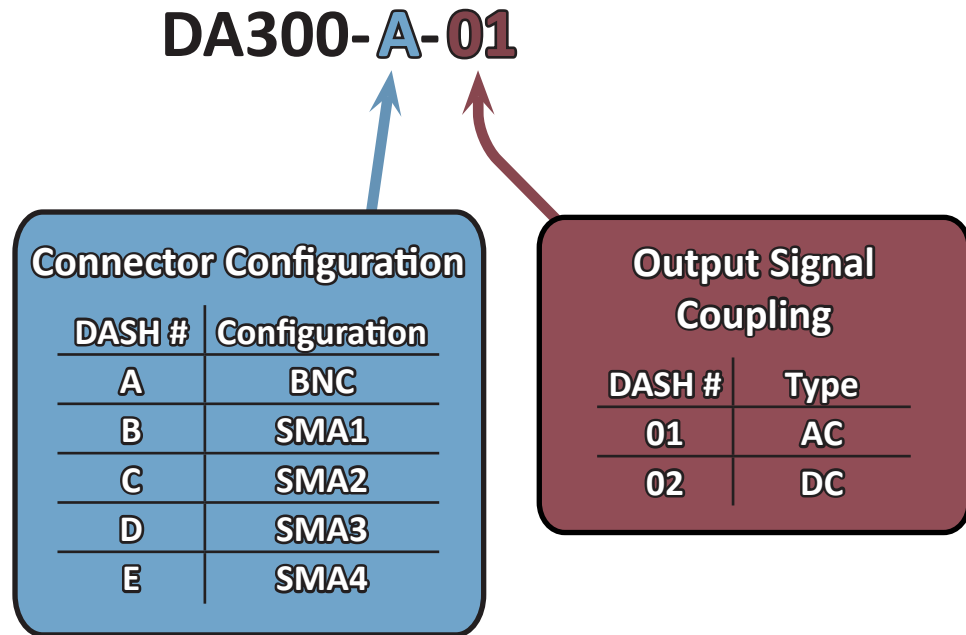 DA300-A-01
Connector Configuration
DASH # Configuration
A BNC
B SMA1
C SMA2
D SMA3
E SMA4
Output Signal
Coupling
DASH # Type
01 AC
02 DC